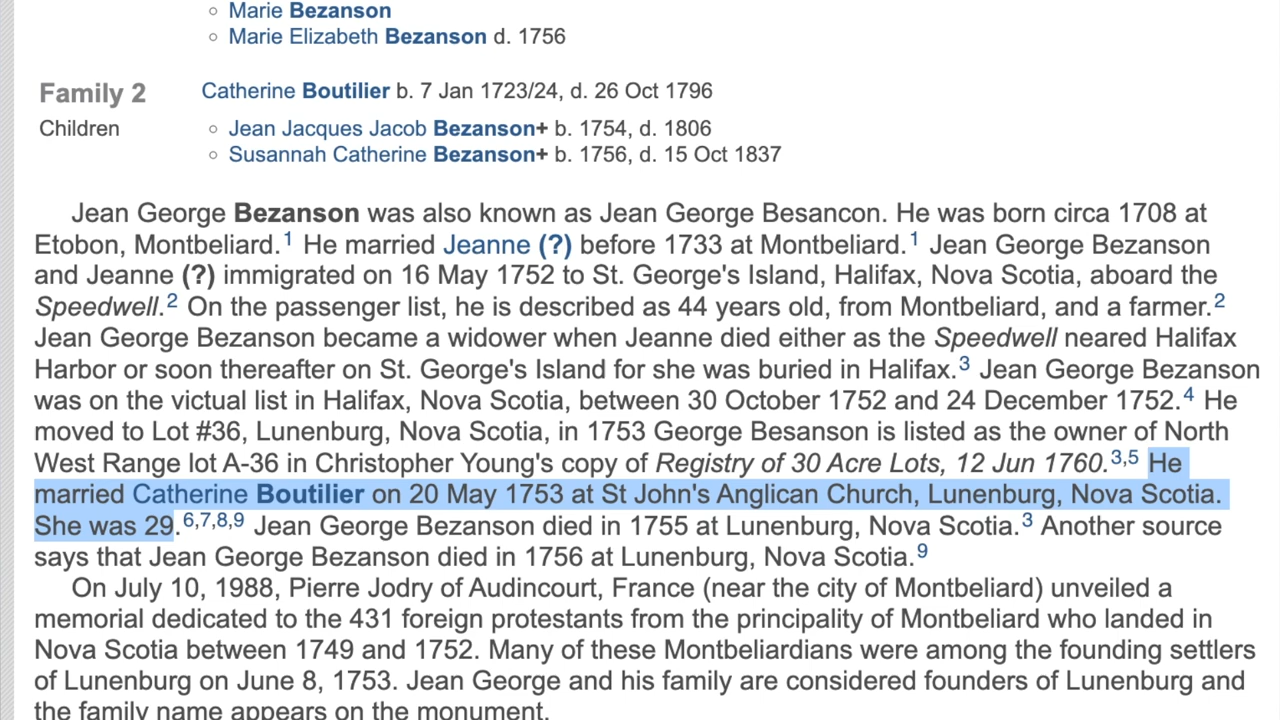 Marie Bezanson
Marie Elizabeth Bezanson d. 1756
Family 2 Catherine Boutilier b. 7 Jan 1723/24, d. 26 Oct 1796
Children Jean Jacques Jacob Bezanson+ b. 1754, d. 1806
Susannah Catherine Bezanson+ b. 1756, d. 15 Oct 1837
Jean George Bezanson was also known as Jean George Besancon. He was born circa 1708 at
Etobon, Montbeliard.1 He married Jeanne (?) before 1733 at Montbeliard.1 Jean George Bezanson
and Jeanne (?) immigrated on 16 May 1752 to St. George's Island, Halifax, Nova Scotia, aboard the
Speedwell.2 On the passenger list, he is described as 44 years old, from Montbeliard, and a farmer.2
Jean George Bezanson became a widower when Jeanne died either as the Speedwell neared Halifax
Harbor or soon thereafter on St. George's Island for she was buried in Halifax.3 Jean George Bezanson
was on the victual list in Halifax, Nova Scotia, between 30 October 1752 and 24 December 1752.4 He
moved to Lot #36, Lunenburg, Nova Scotia, in 1753 George Besanson is listed as the owner of North
West Range lot A-36 in Christopher Young's copy of Registry of 30 Acre Lots, 12 Jun 1760.3,5 He
married Catherine Boutilier on 20 May 1753 at St John's Anglican Church, Lunenburg, Nova Scotia.
She was 29.6,7,8,9 Jean George Bezanson died in 1755 at Lunenburg, Nova Scotia.3 Another source
says that Jean George Bezanson died in 1756 at Lunenburg, Nova Scotia.9
On July 10, 1988, Pierre Jodry of Audincourt, France (near the city of Montbeliard) unveiled a
memorial dedicated to the 431 foreign protestants from the principality of Montbeliard who landed in
Nova Scotia between 1749 and 1752. Many of these Montbeliardians were among the founding settlers
of Lunenburg on June 8, 1753. Jean George and his family are considered founders of Lunenburg and
the family name appears on the monument.